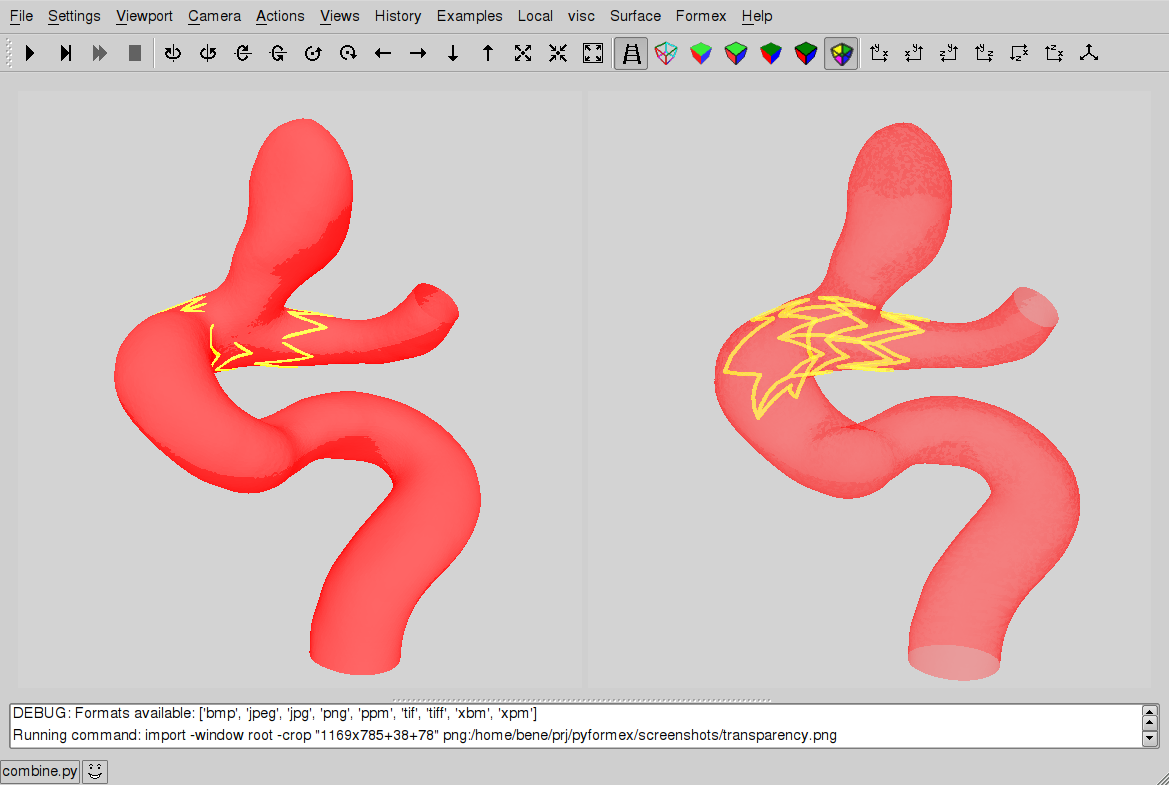 File Settings Viewport Camera Actions Views History Examples Local visc Surface Formex Help
DEBUG: Formats available: ['bmp', 'jpeg', 'jpg', 'png', 'ppm', 'tif', 'tiff', 'xbm', 'xpm']
Running command: import -window root -crop "1169x785+38+78" png:/home/bene/prj/pyformex/screenshots/transparency.png
combine.py